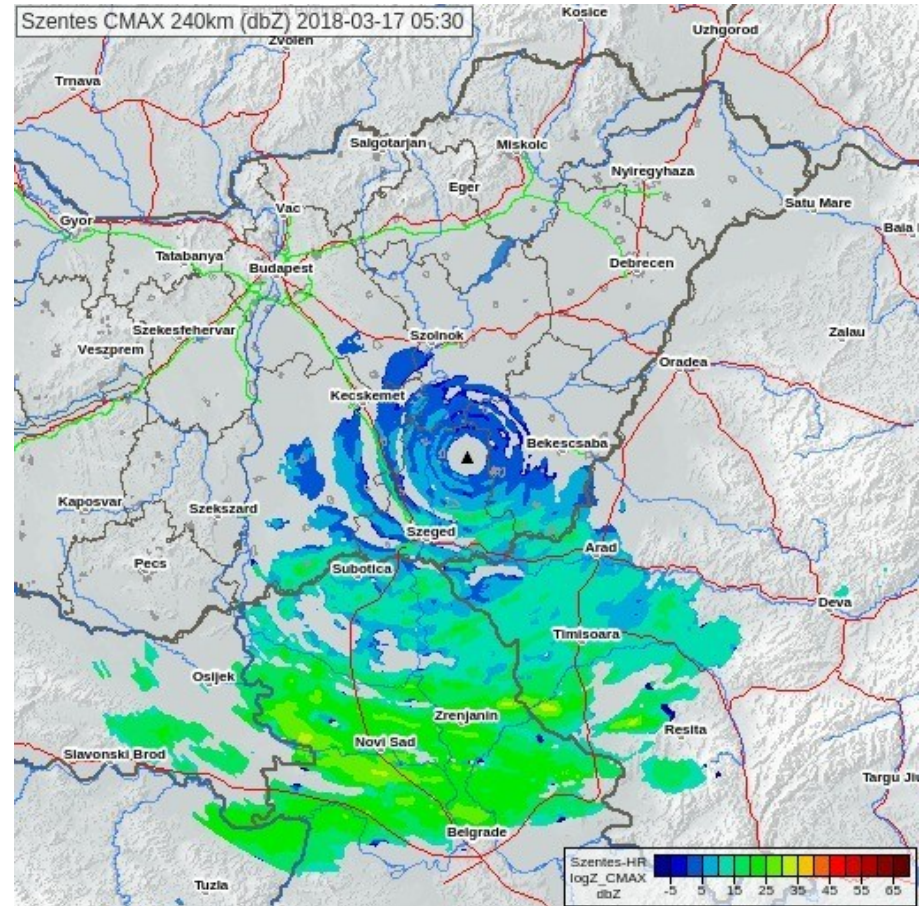 Szentes CMAX 240km (dbZ) 2018-03-17 05:30
Kosice
Uzhgorod
Zvolen
Trnava
Salgotarjan
Miskolc
Nyiregyhaza
Eger
Satu Mare
Vac
Gyor
Baia
Tatabanya
Budapest
Debrecen
Szekesfehervar
Szolnok
Zalau
Veszprem
Oradea
Kecskemet
Bekescsaba
Kaposvar
Szekszard
Szeged
Arad
Pecs
Subotica
Deva
Timisoara
Osijek
Zrenjanin
Resita
Novi Sad
Slavonski Brod
Targu Jiu
Belgrade
Szentes-HR
logZ_CMAX
dbZ
-5 5 15 25 35 45 55 65
Tuzla